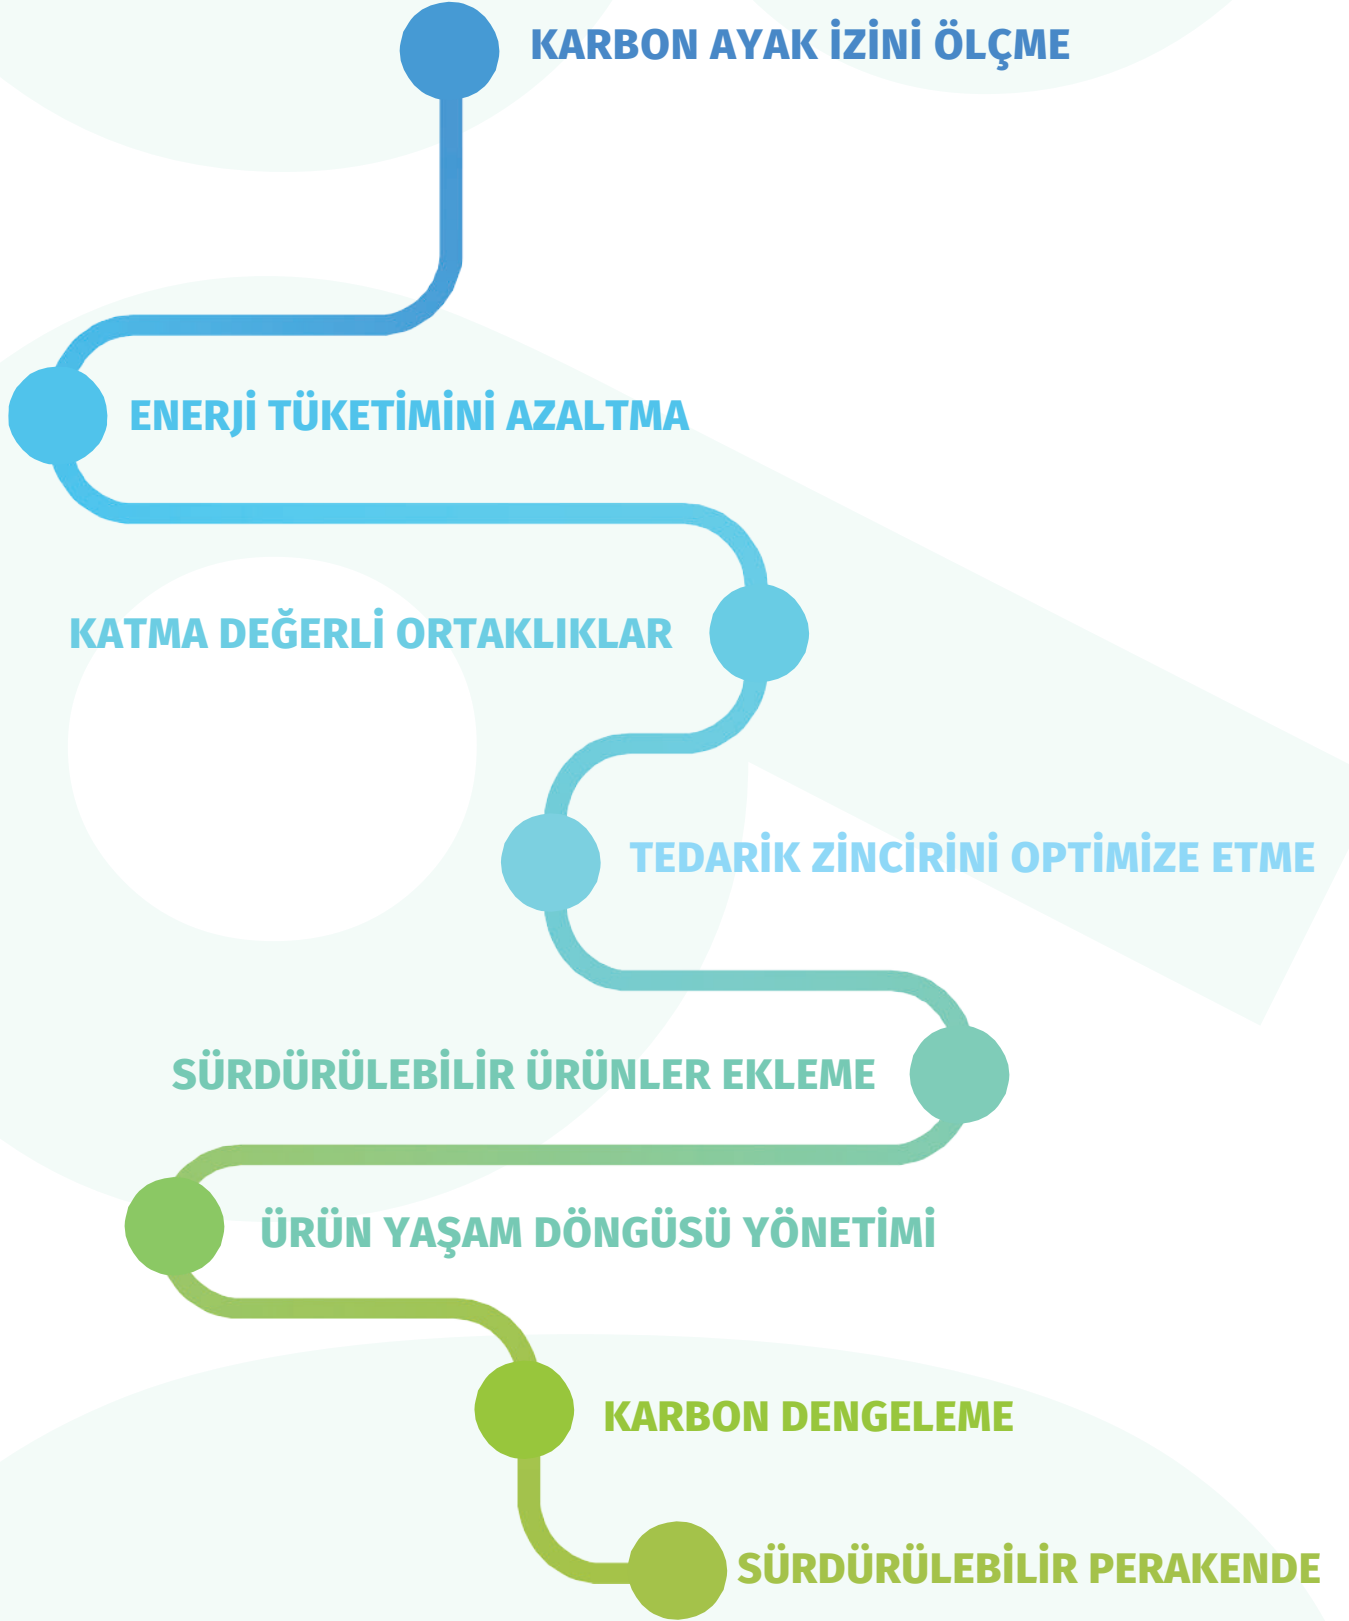 KARBON AYAK İZİNİ ÖLÇME
ENERJİ TÜKETİMİNİ AZALTMA
KATMA DEĞERLİ ORTAKLIKLAR
TEDARİK ZİNCİRİNİ OPTİMİZE ETME
SÜRDÜRÜLEBİLİR ÜRÜNLER EKLEME
ÜRÜN YAŞAM DÖNGÜSÜ YÖNETİMİ
KARBON DENGELEME
SÜRDÜRÜLEBİLİR PERAKENDE